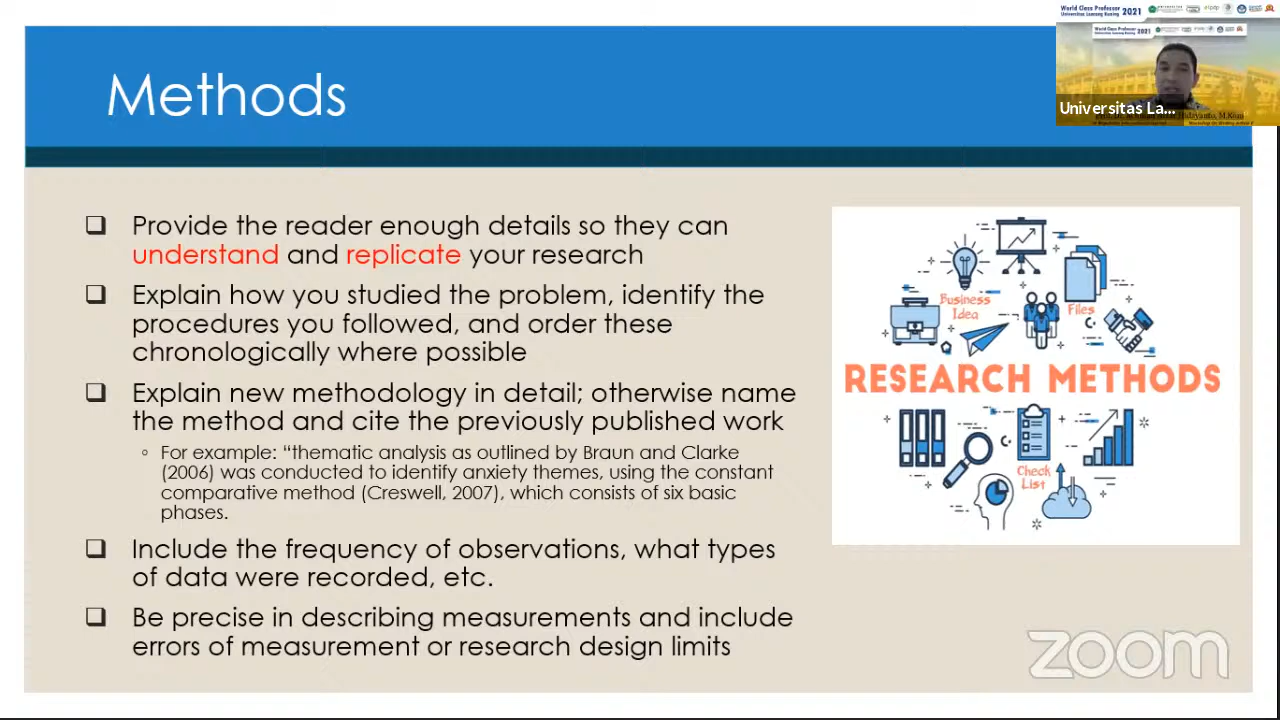 Methods
World Class Professor 2021
Universitas Lancang Kuning
World Class Professor 2021
Universitas La...
❑ Provide the reader enough details so they can
understand and replicate your research
❑ Explain how you studied the problem, identify the
procedures you followed, and order these
chronologically where possible
❑ Explain new methodology in detail; otherwise name
the method and cite the previously published work
◦ For example: “thematic analysis as outlined by Braun and Clarke
(2006) was conducted to identify anxiety themes, using the constant
comparative method (Creswell, 2007), which consists of six basic
phases.
❑ Include the frequency of observations, what types
of data were recorded, etc.
❑ Be precise in describing measurements and include
errors of measurement or research design limits
Business
Idea
Files
RESEARCH METHODS
Check
List
zoom